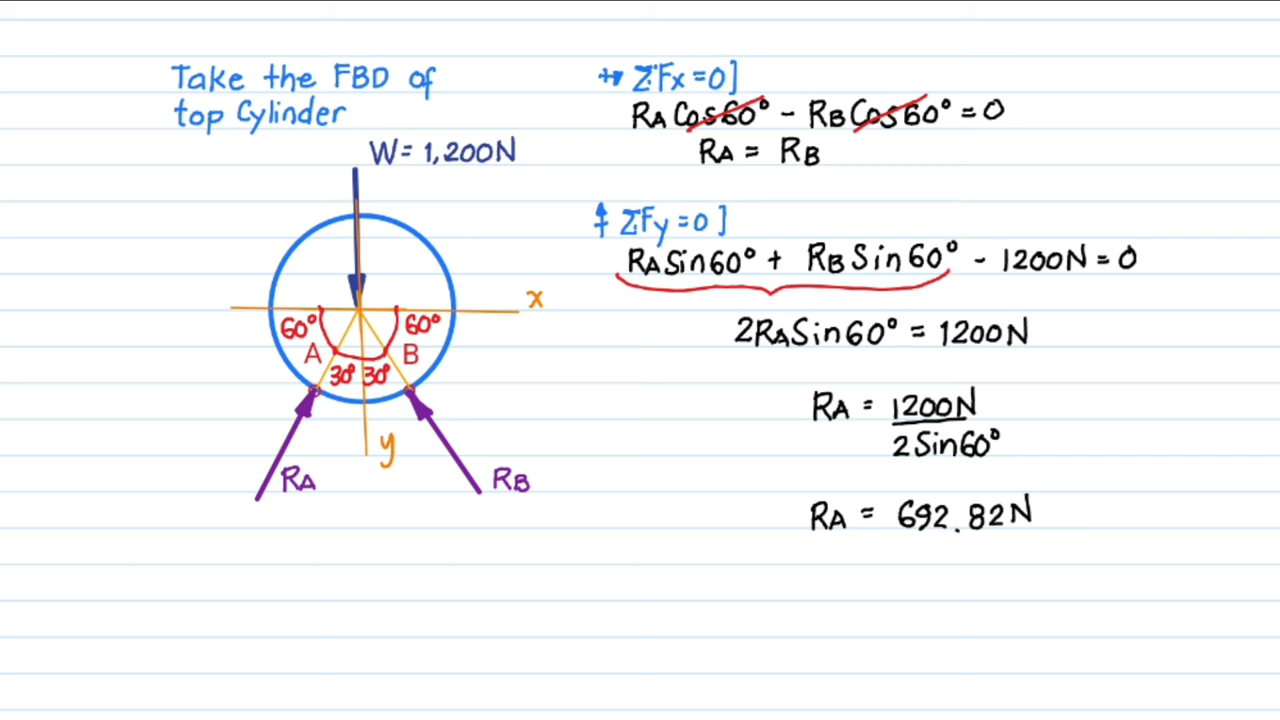 Take the FBD of
top Cylinder
W = 1,200N
x
60° 60°
A B
30° 30°
y
RA RB
→+ ΣFx = 0]
RA Cos60° - RB Cos60° = 0
RA = RB
↑+ ΣFy = 0]
RA Sin60° + RB Sin60° - 1200N = 0
2RA Sin60° = 1200N
RA = 1200N
2 Sin60°
RA = 692.82N